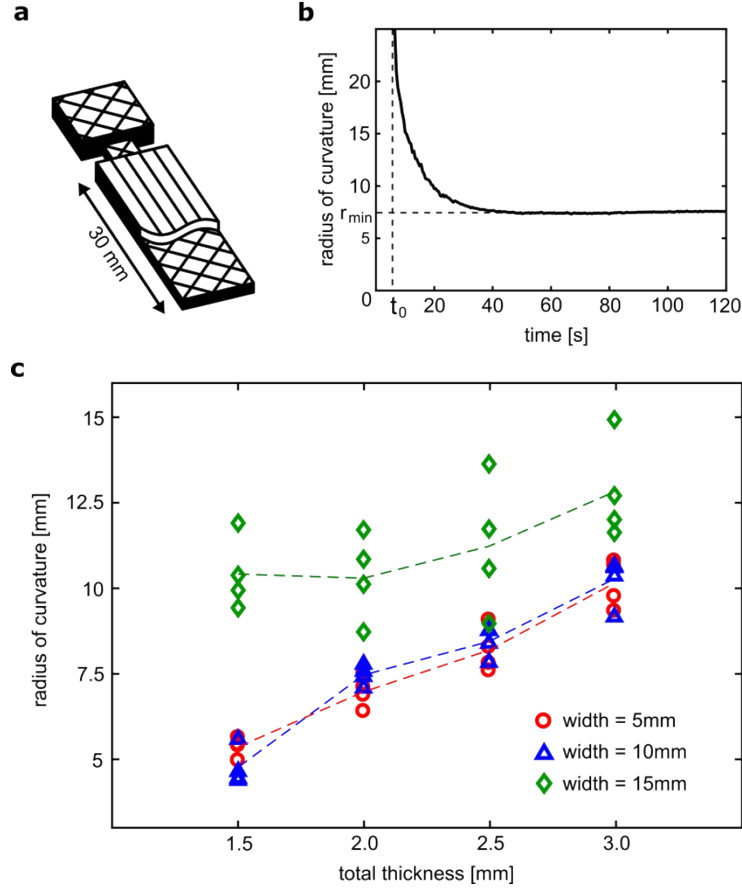 a
30 mm
b
radius of curvature [mm]
20
15
10
r min
5
0
t0
20
40
60
80
100
120
time [s]
c
radius of curvature [mm]
15
12.5
10
7.5
5
width = 5mm
width = 10mm
width = 15mm
1.5
2.0
2.5
3.0
total thickness [mm]